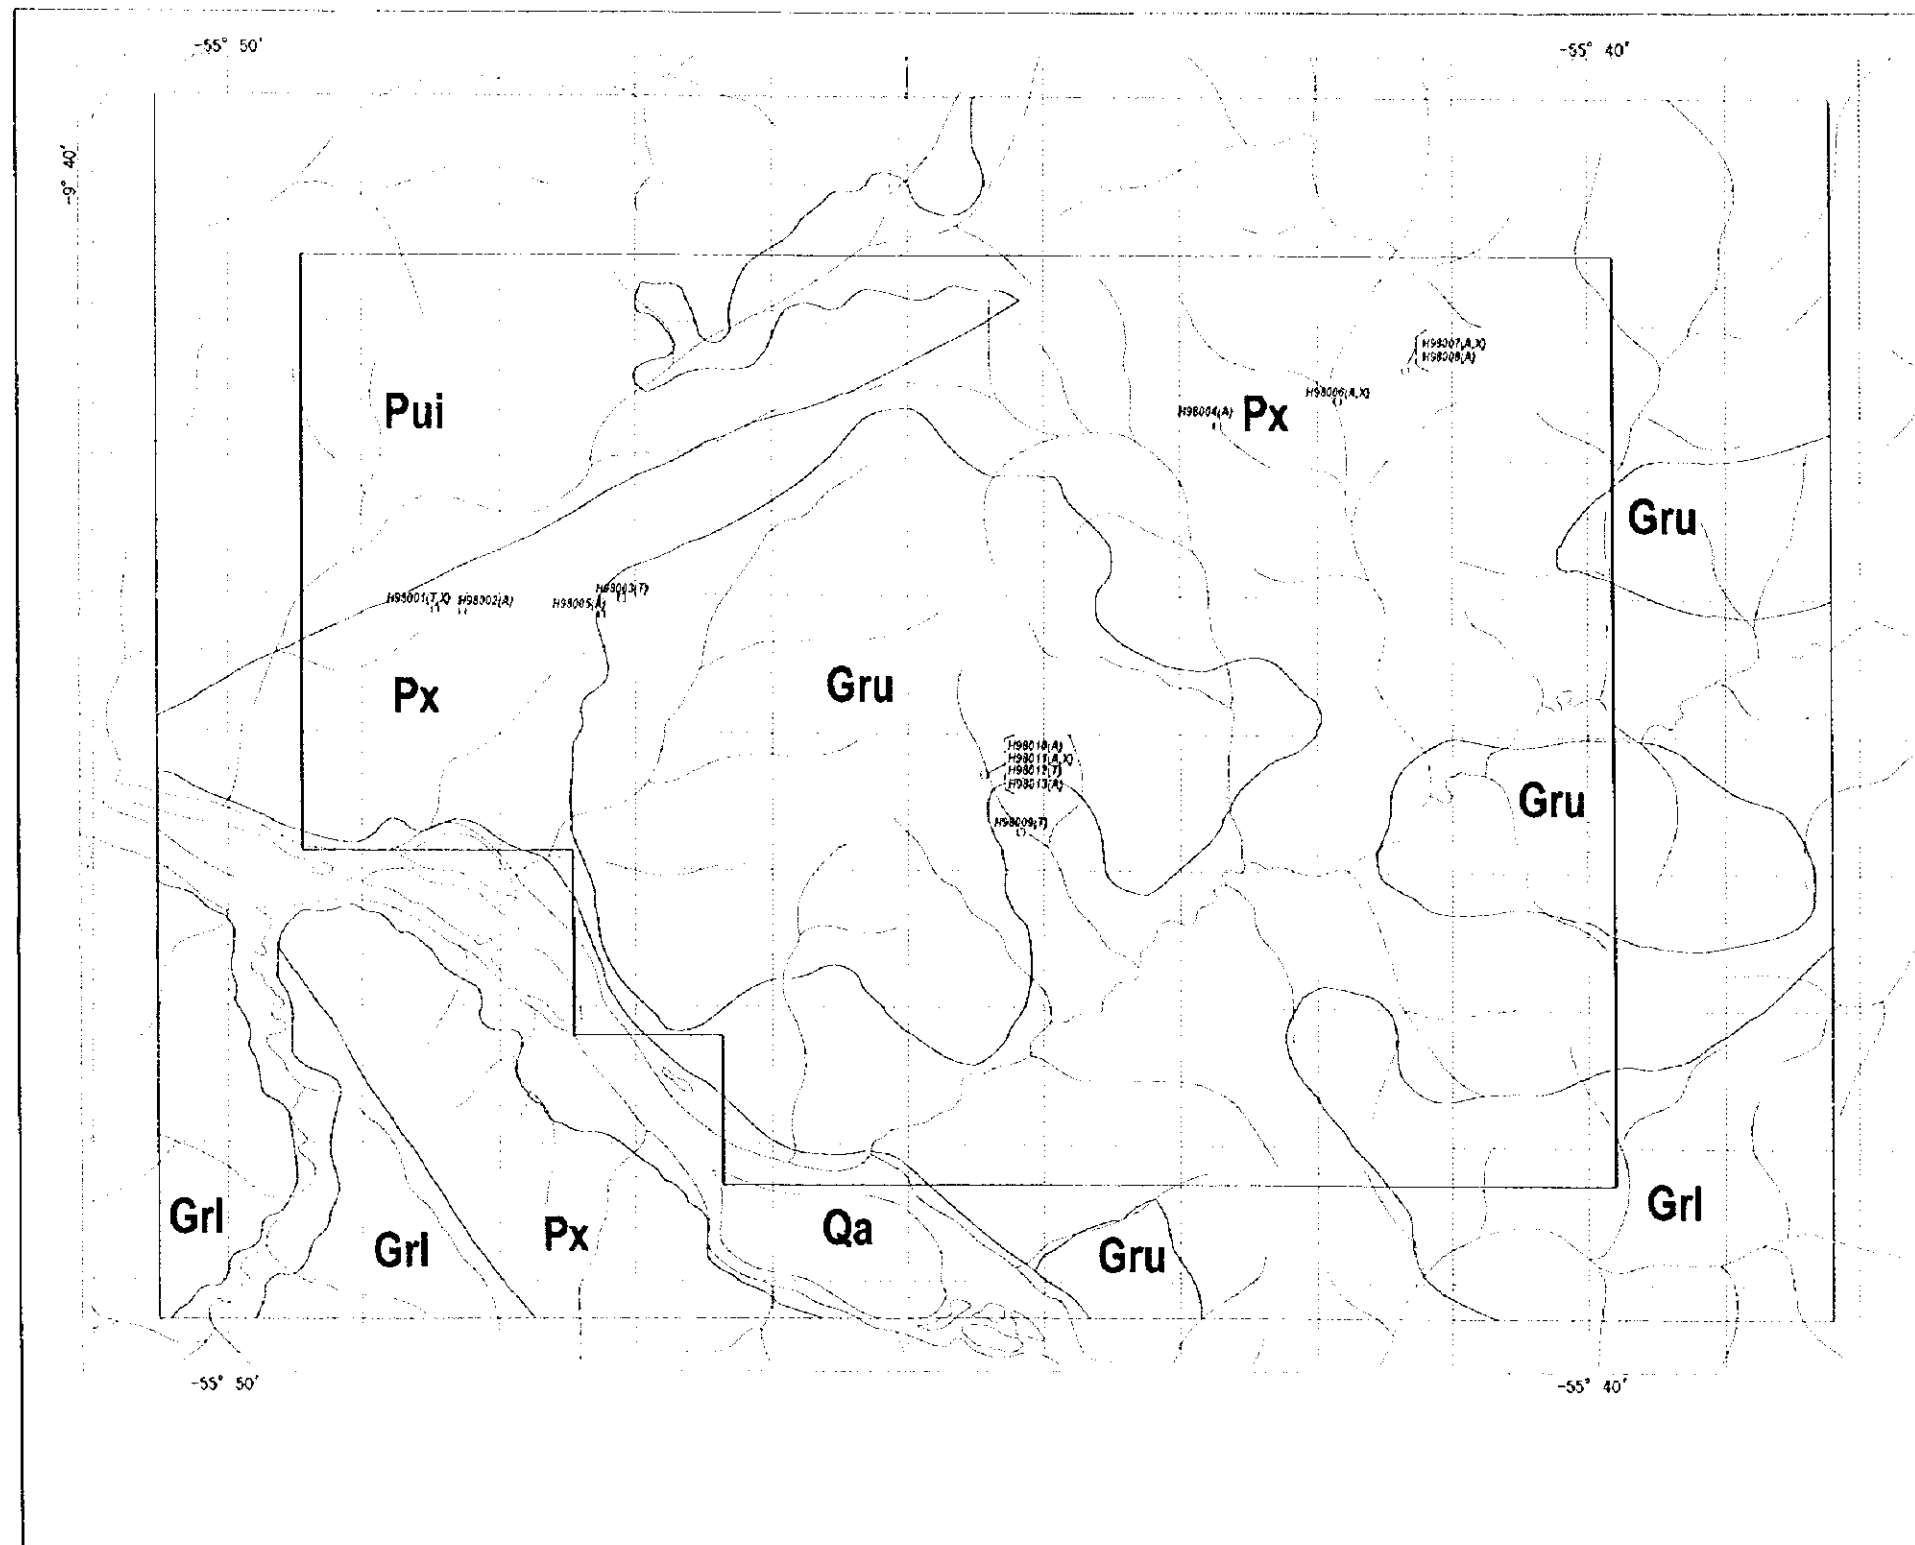 -55° 50'
-55° 40'
-9° 40'
H98007(A,X)
H98008(A)
H98006(A,X)
H98004(A)
Px
Pui
Gru
H98003(T)
H98001(T,X)
H98002(A)
H98005(A)
Px
Gru
H98010(A)
H98011(A,X)
H98012(T)
H98013(A)
H98009(T)
Gru
Grl
Grl
Px
Qa
Gru
Grl
-55° 50'
-55° 40'